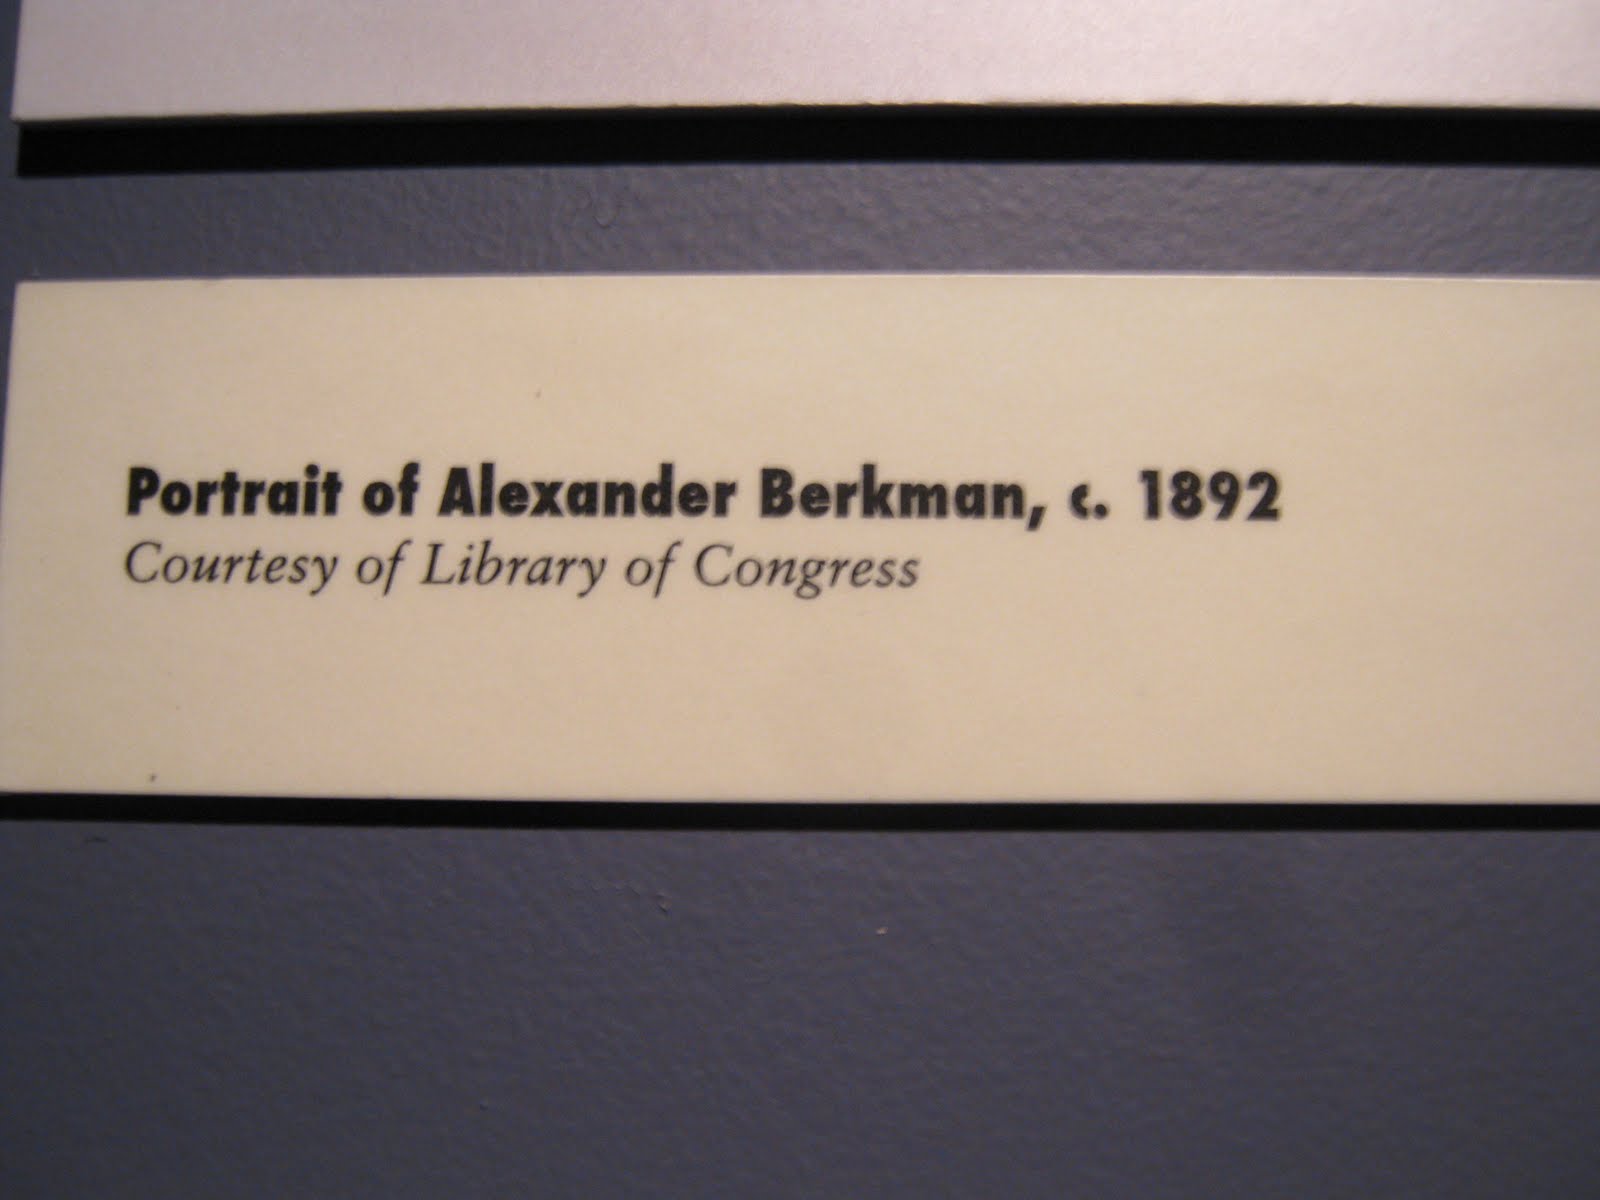 Portrait of Alexander Berkman, c. 1892
Courtesy of Library of Congress